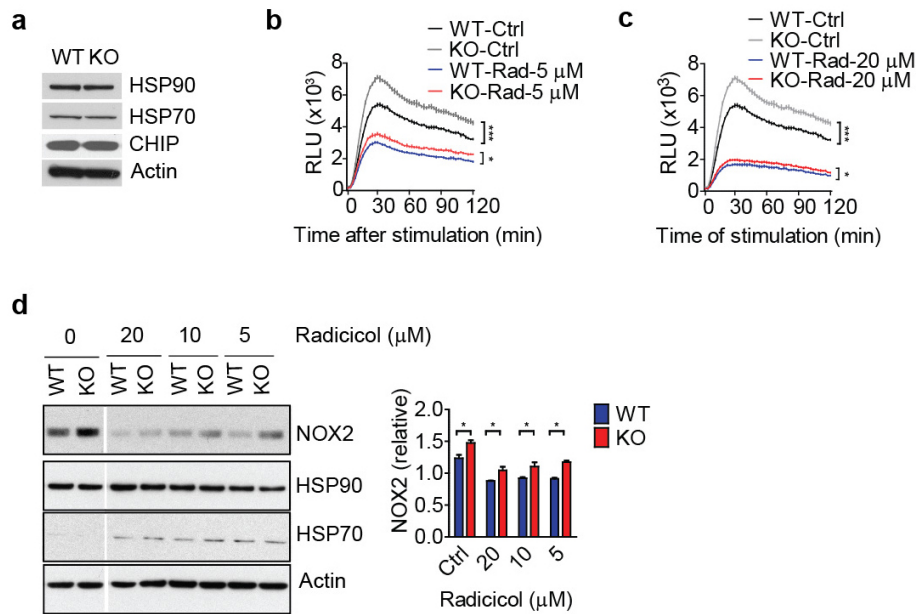 a
WT KO
HSP90
HSP70
CHIP
Actin
b
WT-Ctrl
KO-Ctrl
WT-Rad-5 µM
KO-Rad-5 µM
RLU (x10³)
8
6
4
2
0
***
*
0 30 60 90 120
Time after stimulation (min)
c
WT-Ctrl
KO-Ctrl
WT-Rad-20 µM
KO-Rad-20 µM
RLU (x10³)
8
6
4
2
0
***
*
0 30 60 90 120
Time of stimulation (min)
d
0 20 10 5 Radicicol (µM)
WT KO WT KO WT KO WT KO
NOX2
HSP90
HSP70
Actin
WT
KO
NOX2 (relative)
2.0
1.5
1.0
0.5
0.0
* * * *
Ctrl 20 10 5
Radicicol (µM)